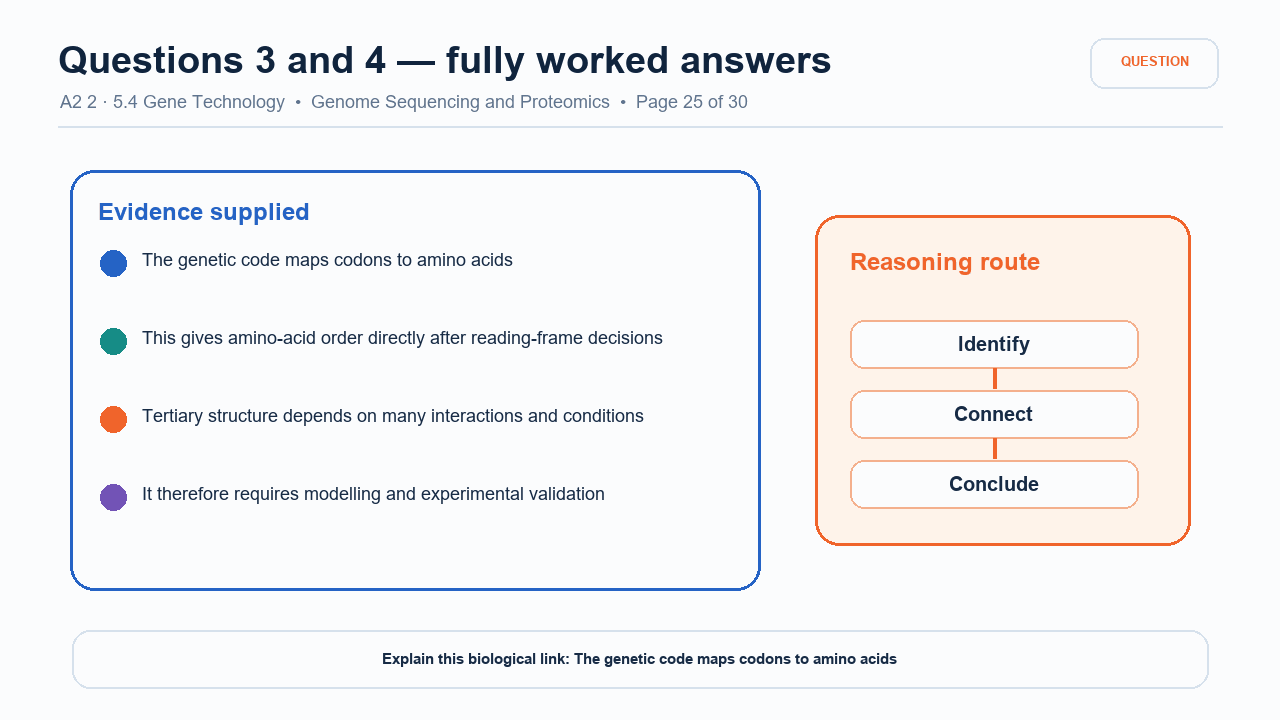 Questions 3 and 4 — fully worked answers
QUESTION
A2 2 · 5.4 Gene Technology • Genome Sequencing and Proteomics • Page 25 of 30
Evidence supplied
The genetic code maps codons to amino acids
This gives amino-acid order directly after reading-frame decisions
Tertiary structure depends on many interactions and conditions
It therefore requires modelling and experimental validation
Reasoning route
Identify
Connect
Conclude
Explain this biological link: The genetic code maps codons to amino acids